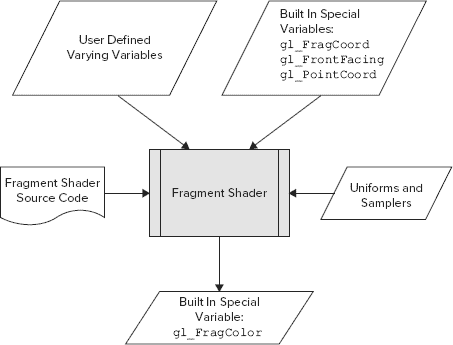 User Defined
Varying Variables
Built In Special
Variables:
gl_FragCoord
gl_FrontFacing
gl_PointCoord
Fragment Shader
Source Code
Fragment Shader
Uniforms and
Samplers
Built In Special
Variable:
gl_FragColor